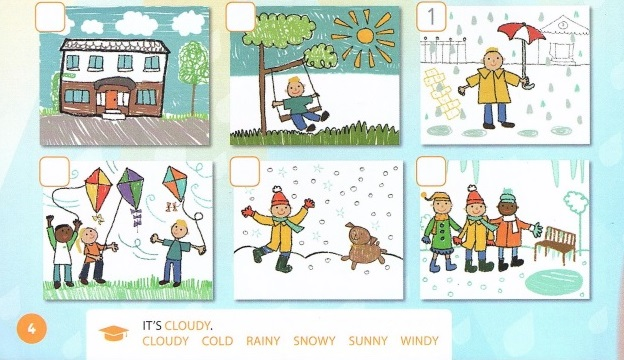 1
4
IT'S CLOUDY.
CLOUDY COLD RAINY SNOWY SUNNY WINDY